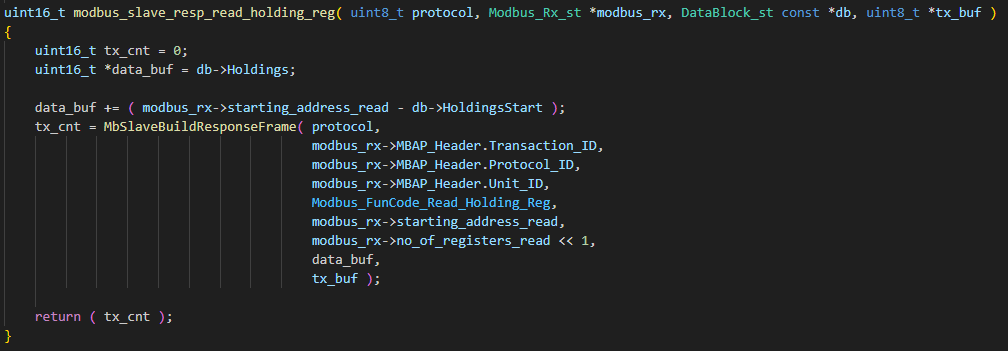 uint16_t modbus_slave_resp_read_holding_reg( uint8_t protocol, Modbus_Rx_st *modbus_rx, DataBlock_st const *db, uint8_t *tx_buf )
{
    uint16_t tx_cnt = 0;
    uint16_t *data_buf = db->Holdings;

    data_buf += ( modbus_rx->starting_address_read - db->HoldingsStart );
    tx_cnt = MbSlaveBuildResponseFrame( protocol,
                                        modbus_rx->MBAP_Header.Transaction_ID,
                                        modbus_rx->MBAP_Header.Protocol_ID,
                                        modbus_rx->MBAP_Header.Unit_ID,
                                        Modbus_FunCode_Read_Holding_Reg,
                                        modbus_rx->starting_address_read,
                                        modbus_rx->no_of_registers_read << 1,
                                        data_buf,
                                        tx_buf );

    return ( tx_cnt );
}